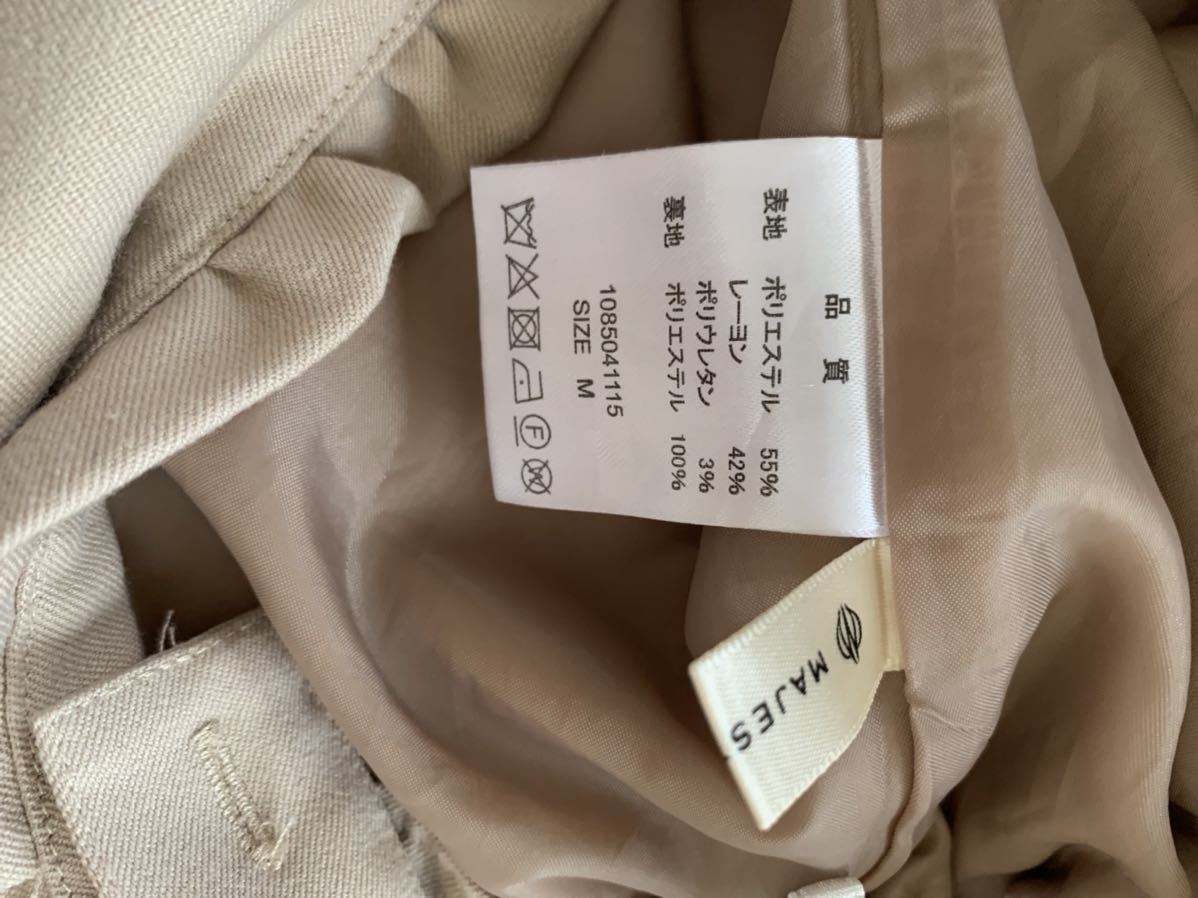 品質
表地 ポリエステル 55%
レーヨン 42%
ポリウレタン 3%
裏地 ポリエステル 100%
1085041115
SIZE M
F
W
MAJES